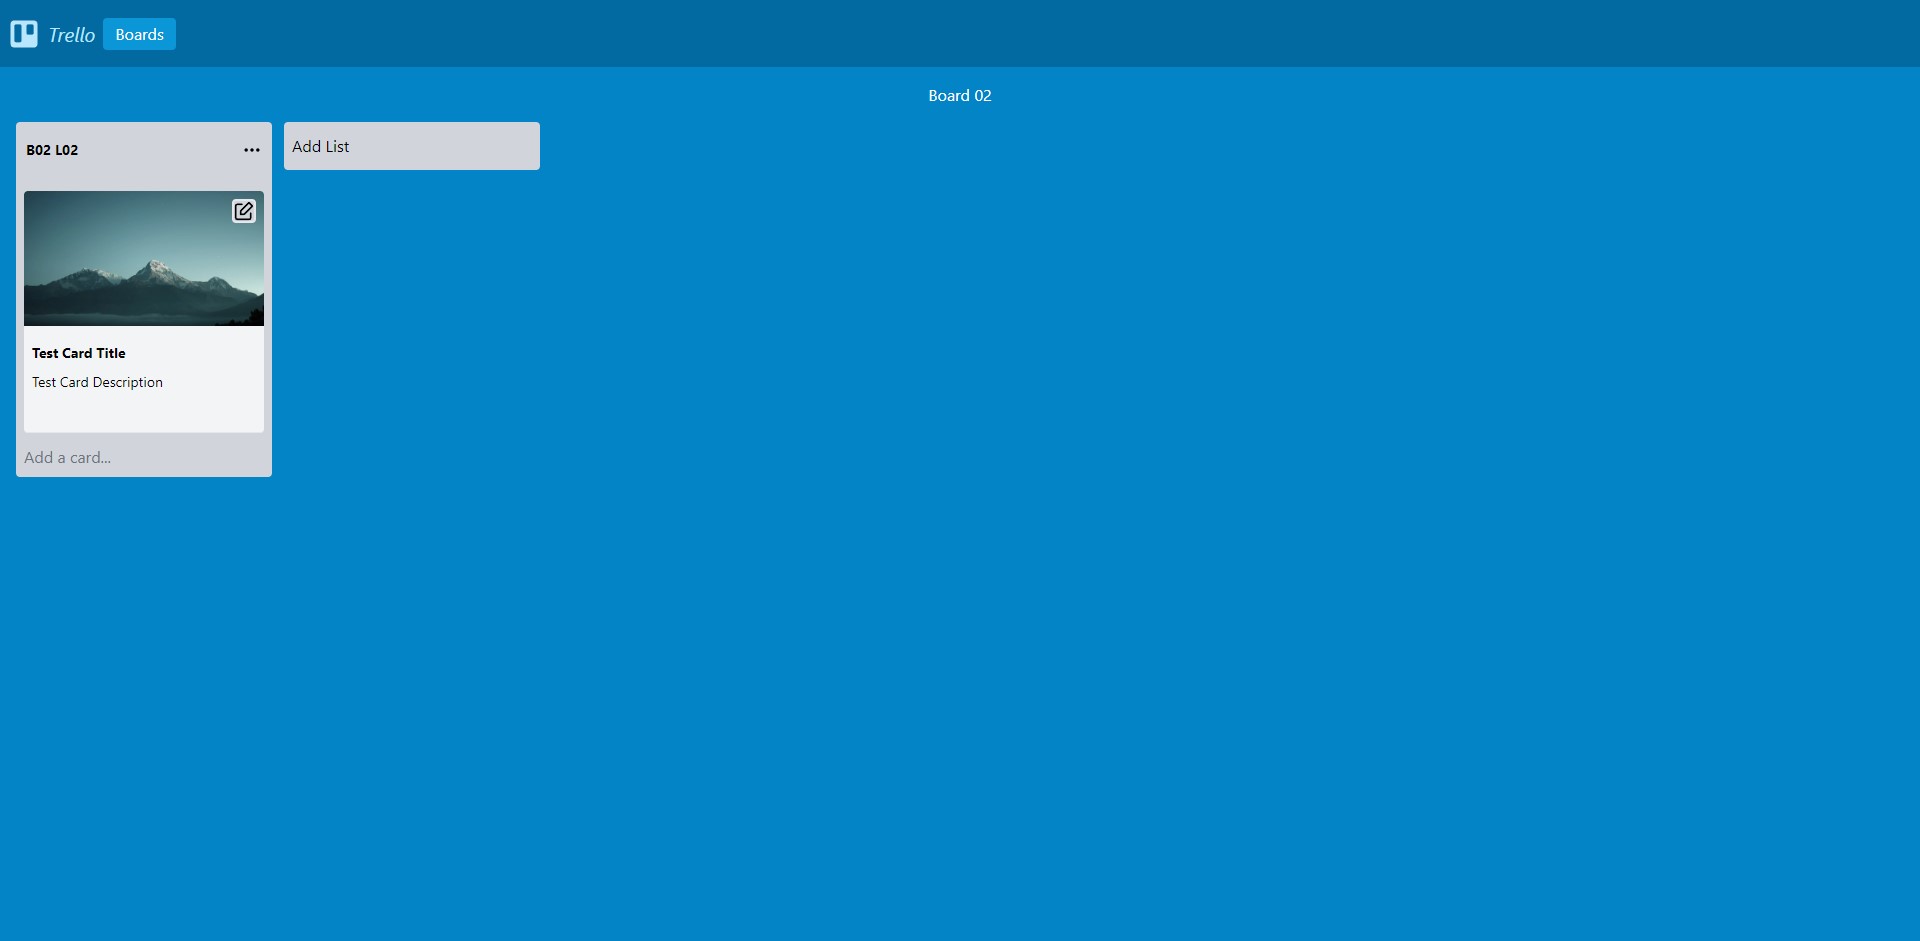 Trello Boards
Board 02
B02 L02
Add List
Test Card Title
Test Card Description
Add a card...